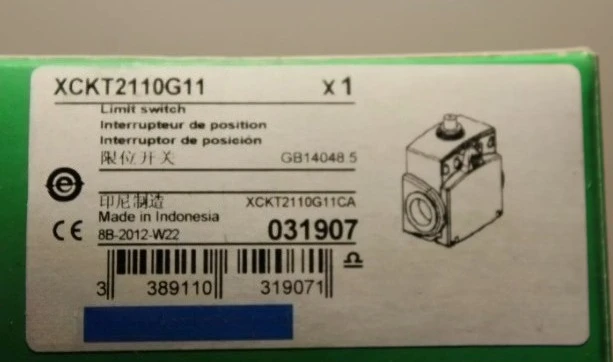 XCKT2110G11 x 1
Limit switch
Interrupteur de position
Interruptor de posición
限位开关 GB14048.5
印尼制造 XCKT2110G11CA
Made in Indonesia
8B-2012-W22 031907
CE
3 389110 319071